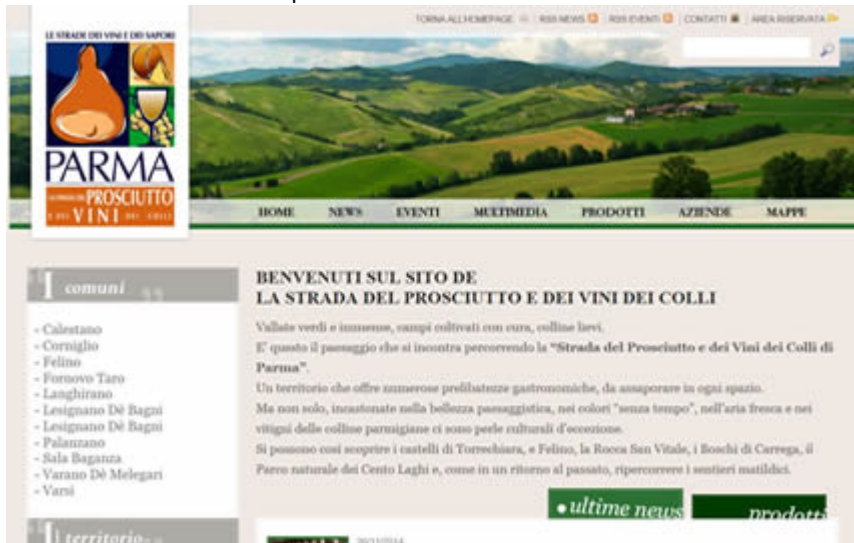 TORNA ALL'HOMEPAGE RSS NEWS RSS EVENTI CONTATTI AREA RISERVATA
LE STRADE DEI VINI E DEI SAPORI
PARMA
LA STRADA DEL PROSCIUTTO
E DEI VINI DEI COLLI
HOME NEWS EVENTI MULTIMEDIA PRODOTTI AZIENDE MAPPE
I comuni
- Calestano
- Corniglio
- Felino
- Fornovo Taro
- Langhirano
- Lesignano Dè Bagni
- Lesignano Dè Bagni
- Palanzano
- Sala Baganza
- Varano Dè Melegari
- Varsi
Il territorio
BENVENUTI SUL SITO DE
LA STRADA DEL PROSCIUTTO E DEI VINI DEI COLLI
Vallate verdi e immense, campi coltivati con cura, colline lievi.
E' questo il paesaggio che si incontra percorrendo la "Strada del Prosciutto e dei Vini dei Colli di
Parma".
Un territorio che offre numerose prelibatezze gastronomiche, da assaporare in ogni spazio.
Ma non solo, incastonate nella bellezza paesaggistica, nei colori "senza tempo", nell'aria fresca e nei
vitigni delle colline parmigiane ci sono perle culturali d'eccezione.
Si possono così scoprire i castelli di Torrechiara, e Felino, la Rocca San Vitale, i Boschi di Carrega, il
Parco naturale dei Cento Laghi e, come in un ritorno al passato, ripercorrere i sentieri matildici.
• ultime news prodotti